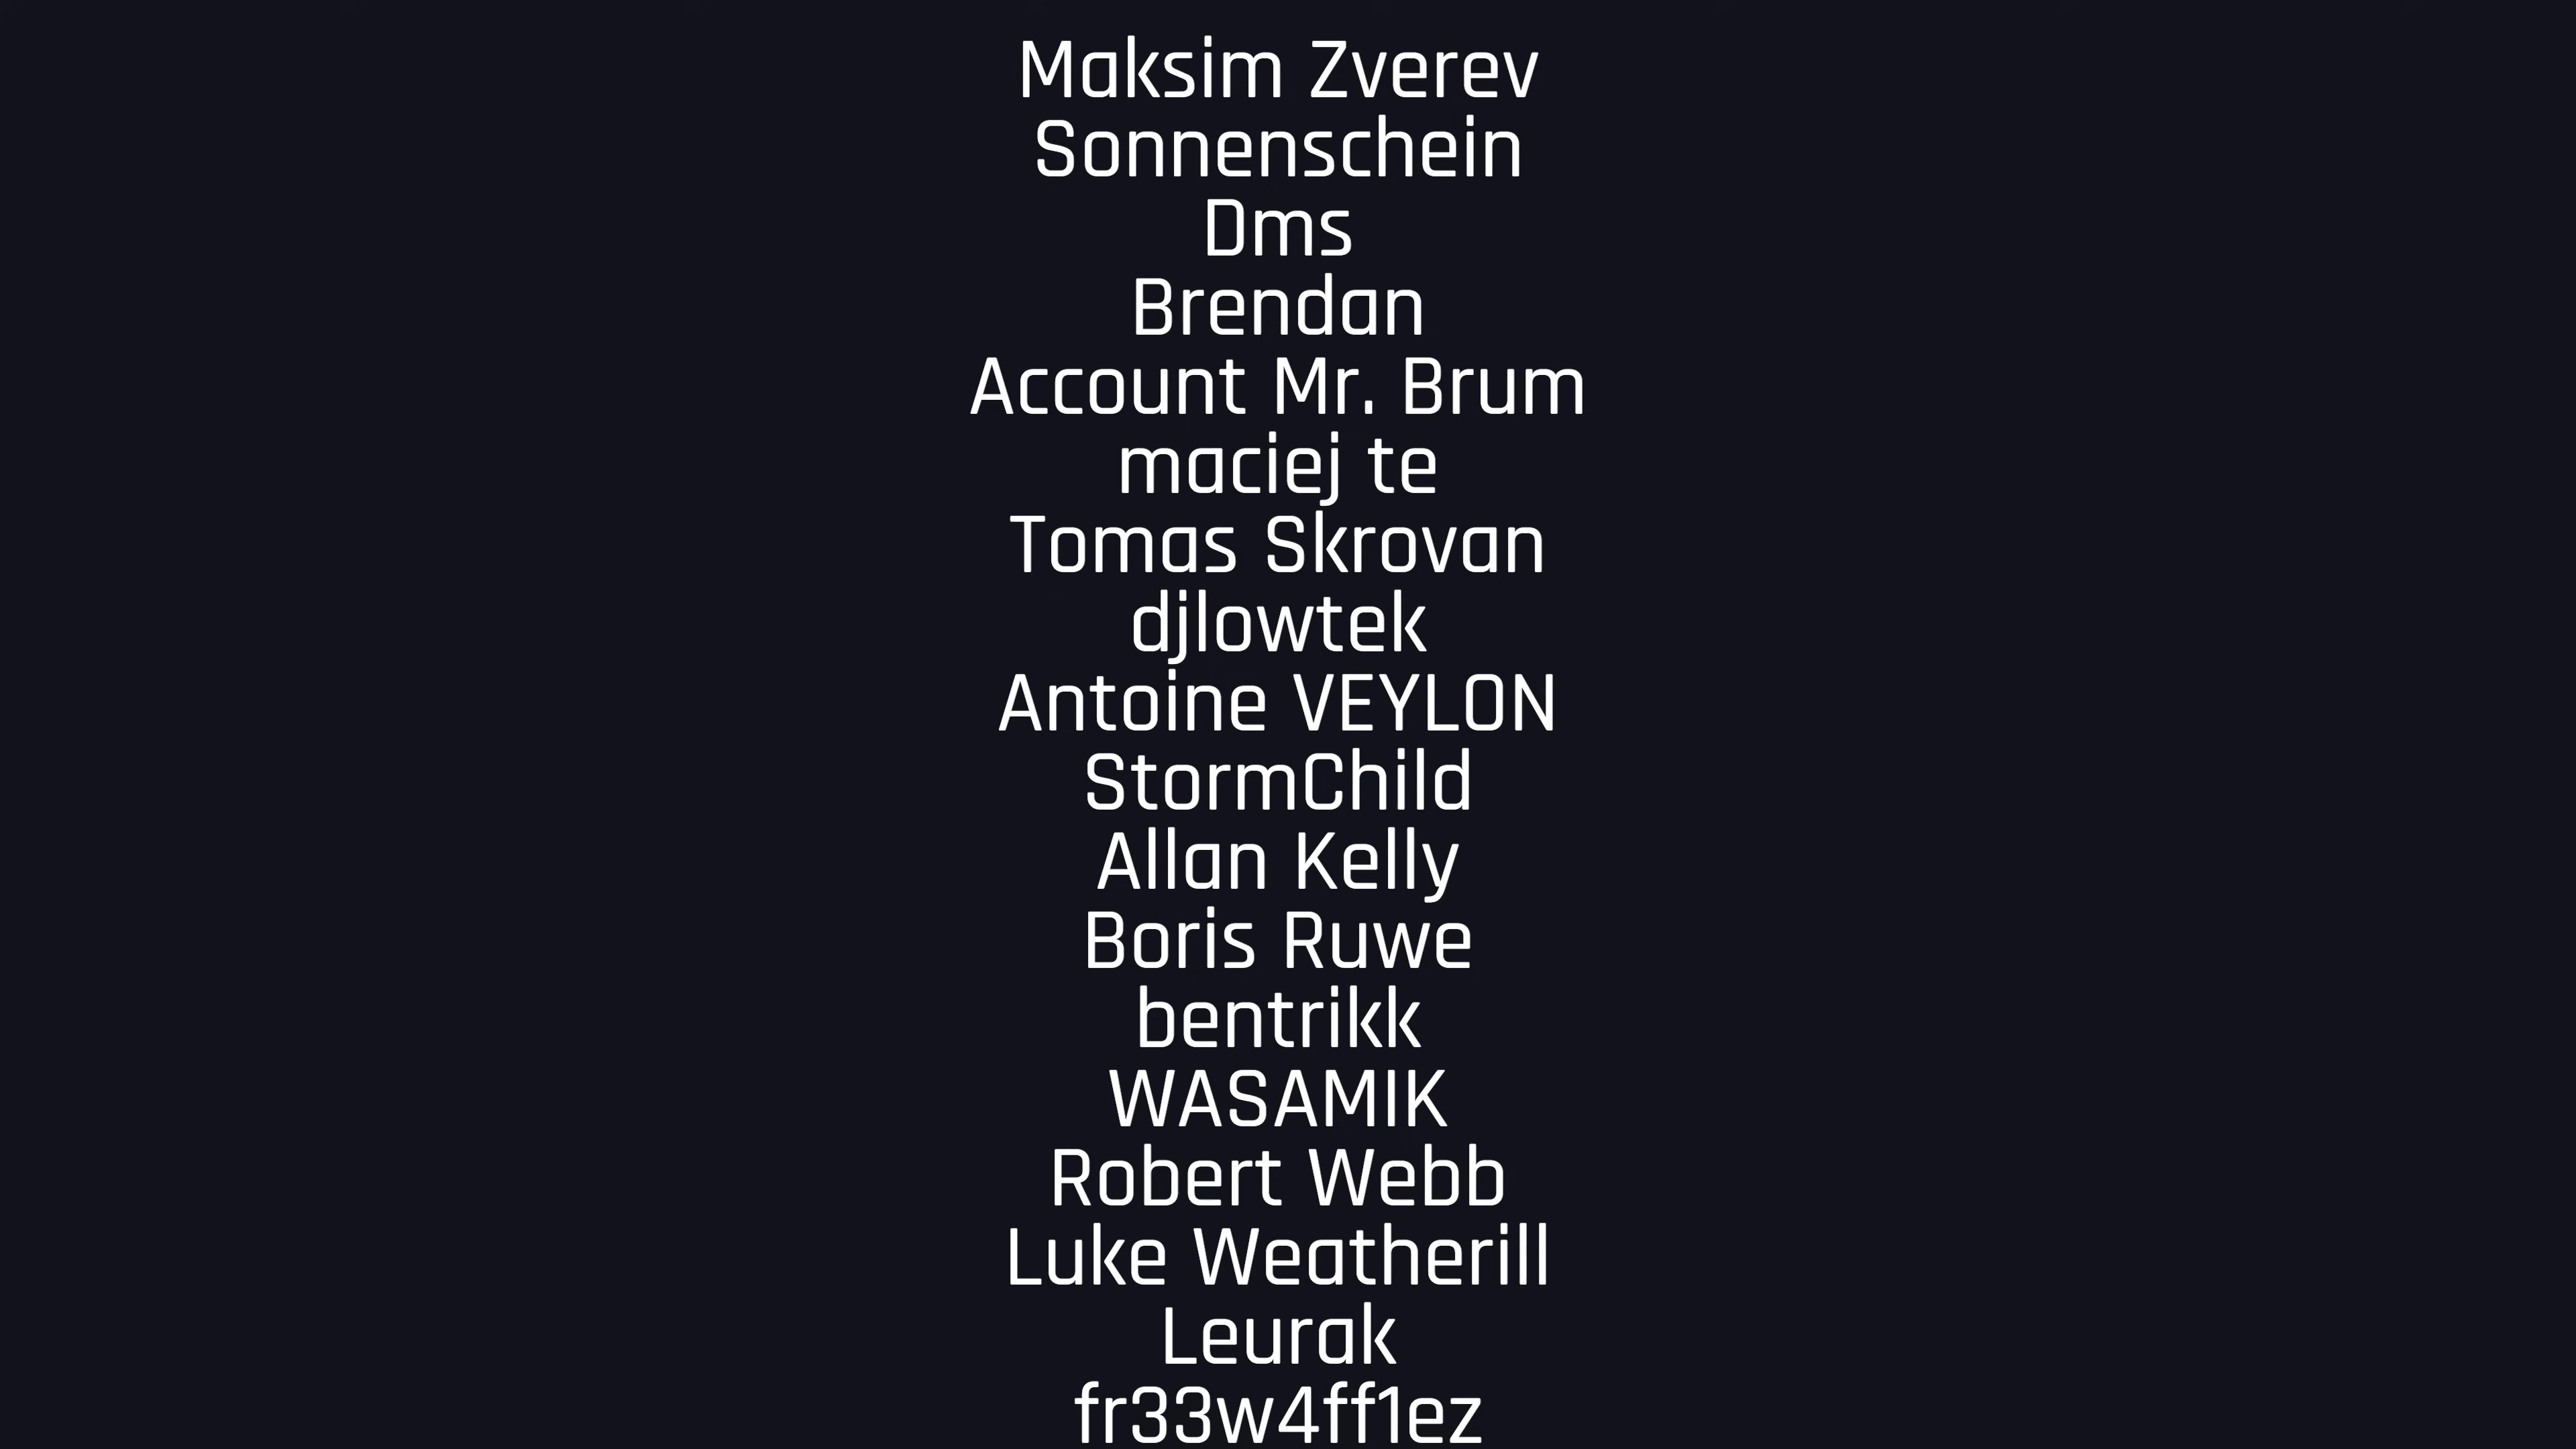 Maksim Zverev
Sonnenschein
Dms
Brendan
Account Mr. Brum
maciej te
Tomas Skrovan
djlowtek
Antoine VEYLON
StormChild
Allan Kelly
Boris Ruwe
bentrikk
WASAMIK
Robert Webb
Luke Weatherill
Leurak
fr33w4ff1ez